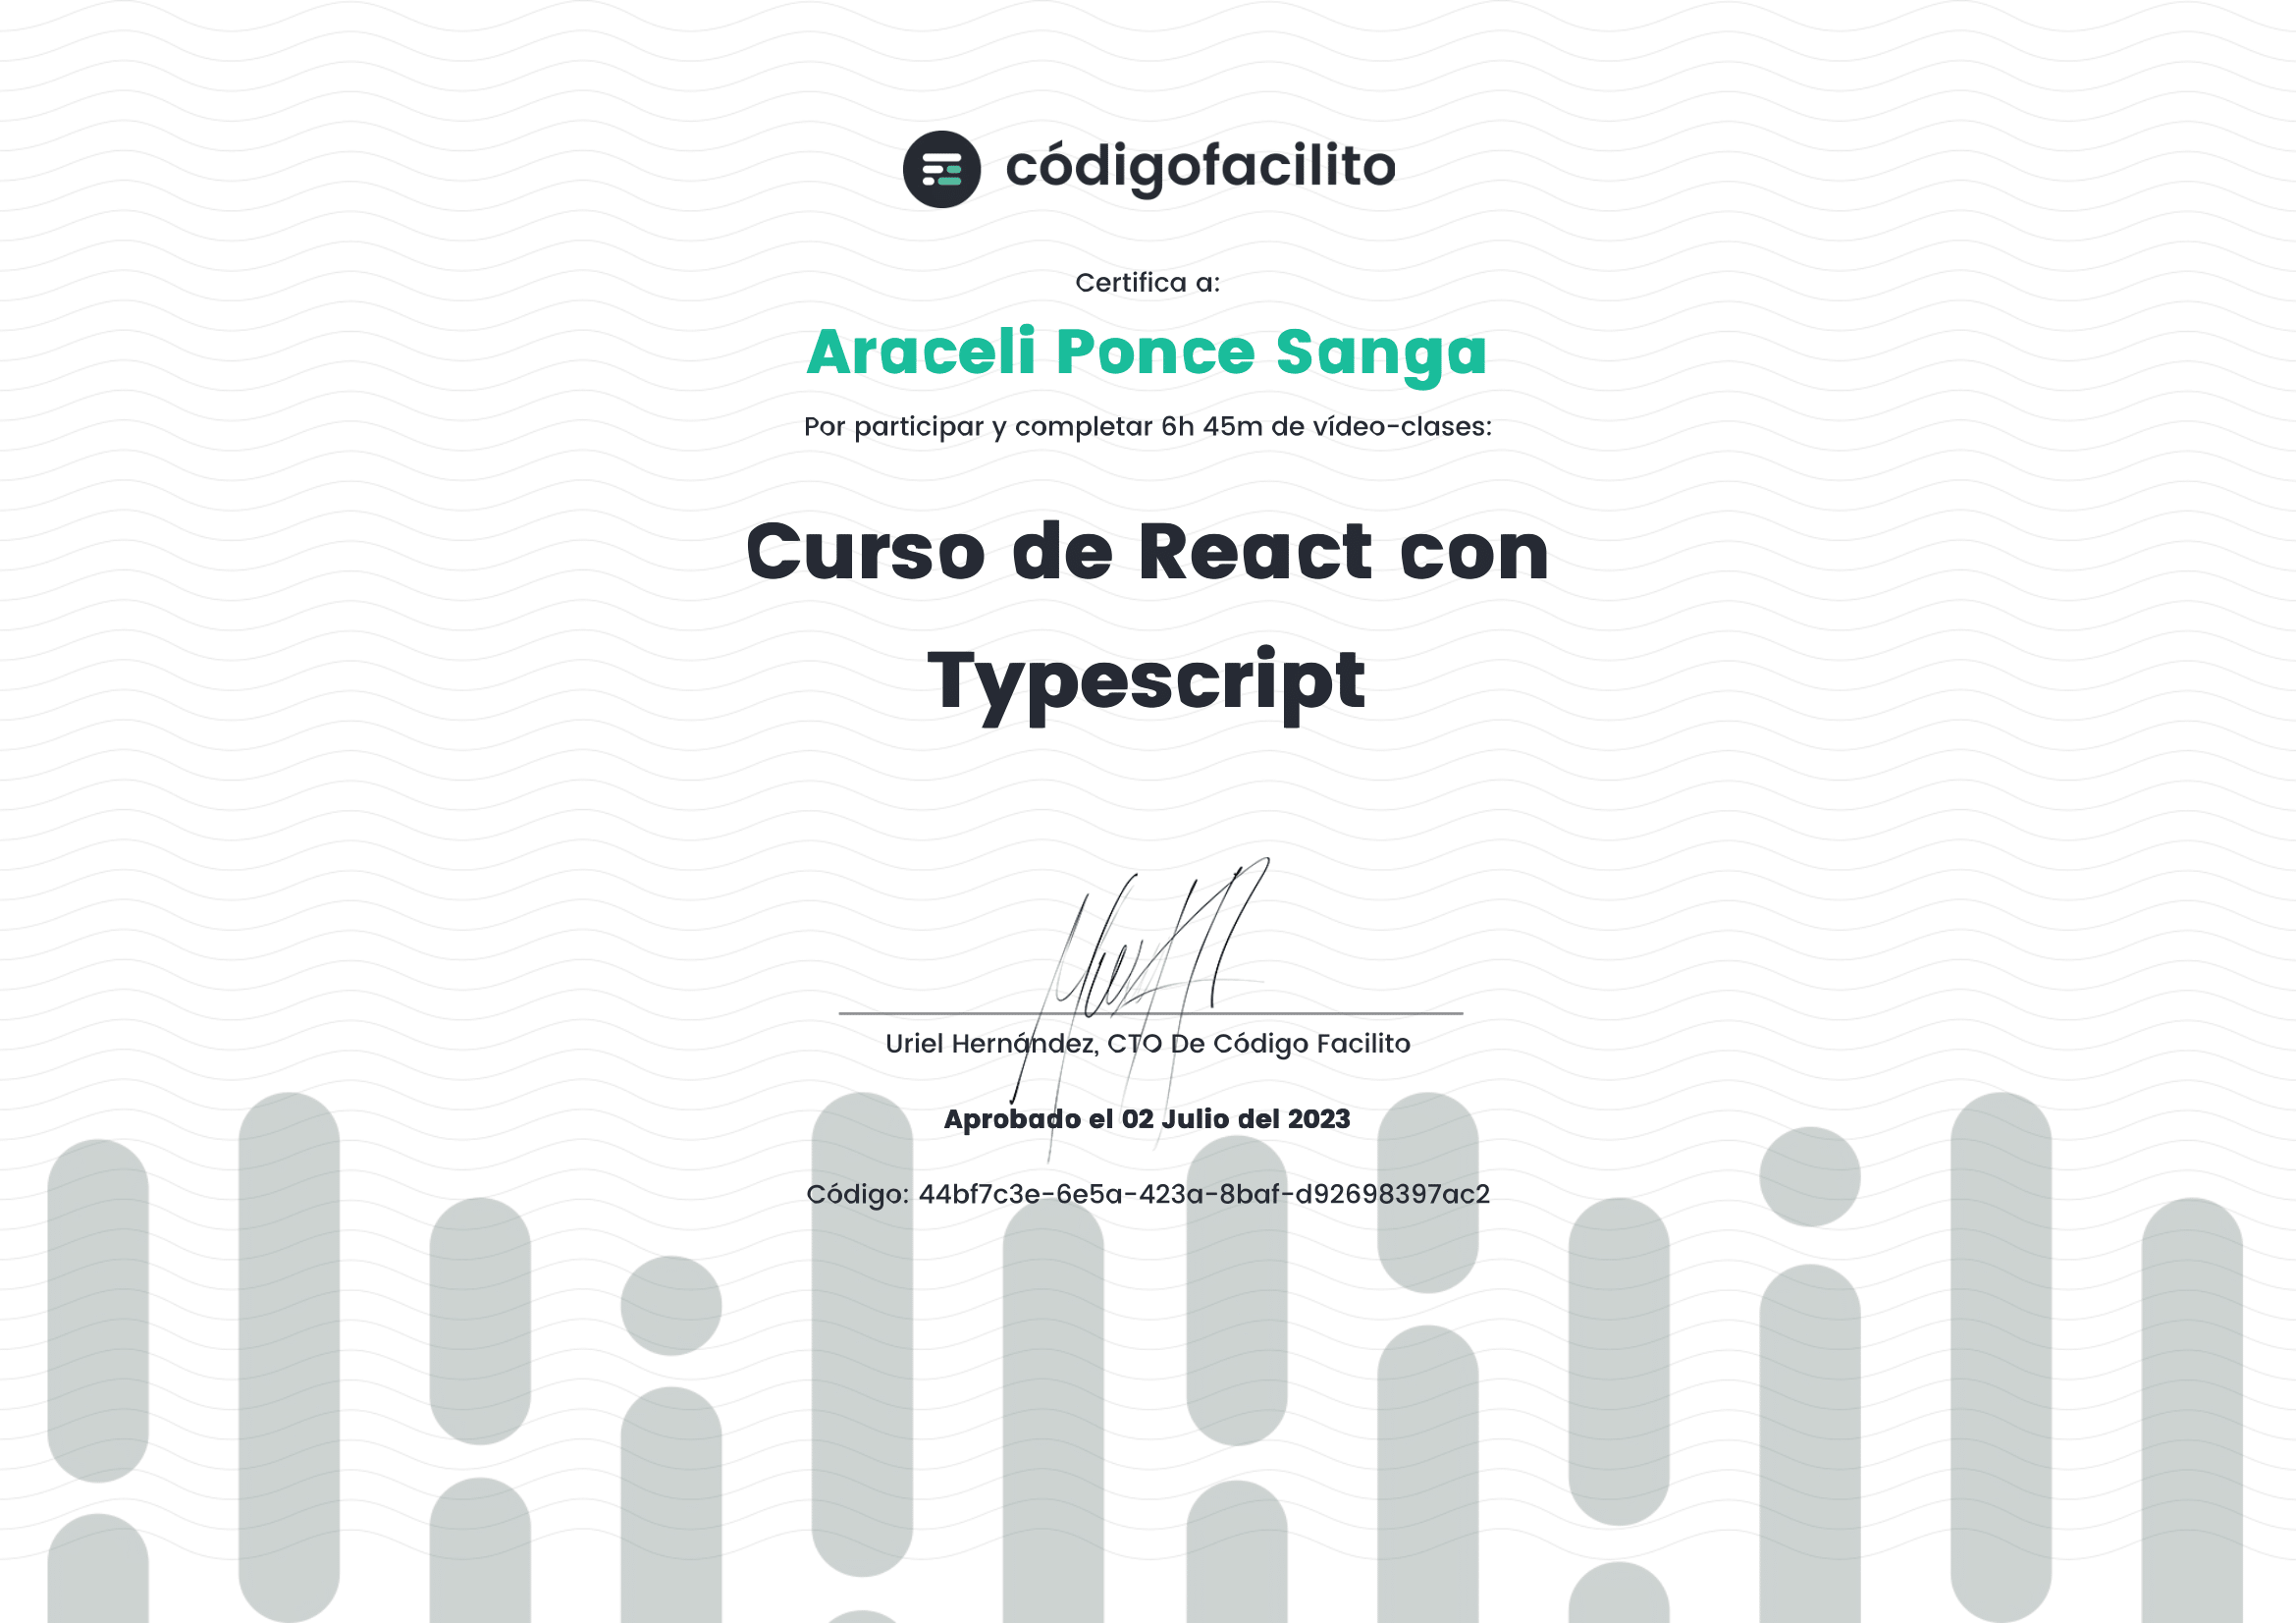 códigofacilito
Certifica a:
Araceli Ponce Sanga
Por participar y completar 6h 45m de vídeo-clases:
Curso de React con
Typescript
Uriel Hernández, CTO De Código Facilito
Aprobado el 02 Julio del 2023
Código: 44bf7c3e-6e5a-423a-8baf-d92698397ac2